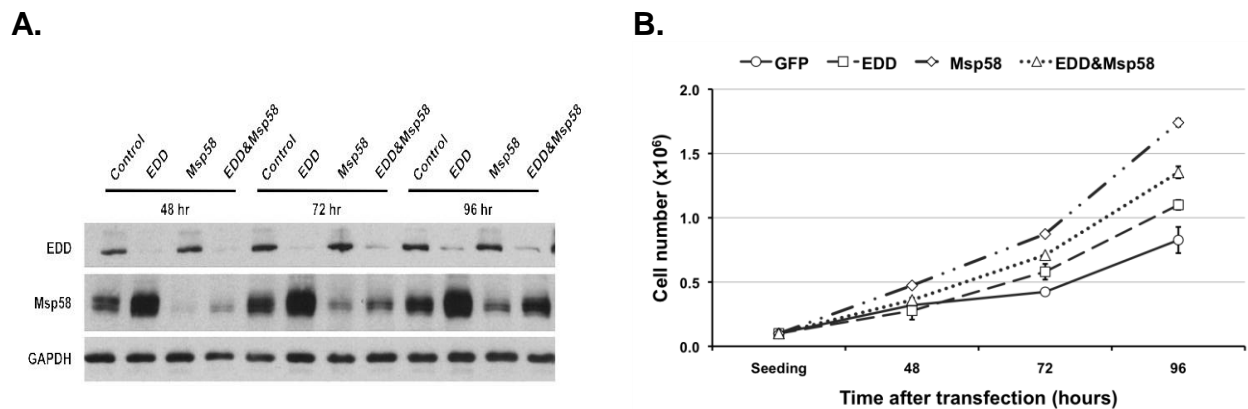 A.
Control EDD Msp58 EDD&Msp58 Control EDD Msp58 EDD&Msp58 Control EDD Msp58 EDD&Msp58
48 hr 72 hr 96 hr
EDD
Msp58
GAPDH
B.
GFP EDD Msp58 EDD&Msp58
2.0
1.5
1.0
0.5
0.0
Cell number (x10⁶)
Seeding 48 72 96
Time after transfection (hours)